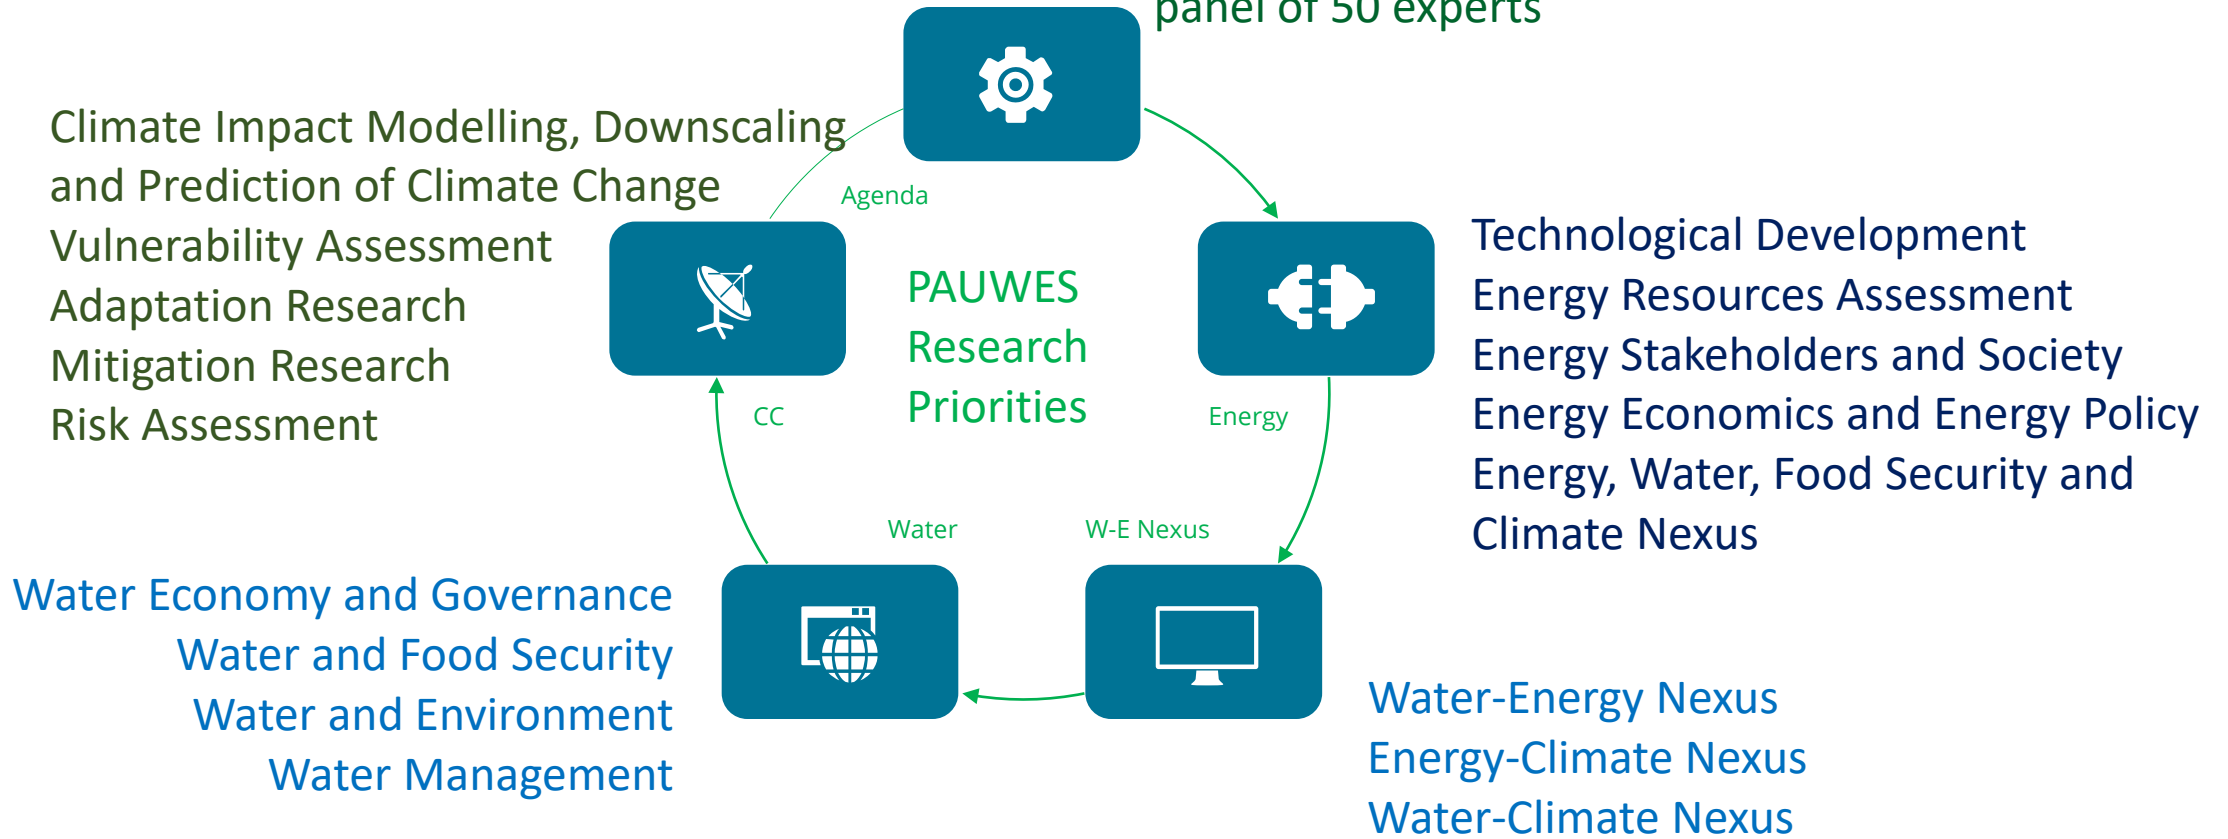 panel of 50 experts
Climate Impact Modelling, Downscaling
and Prediction of Climate Change
Vulnerability Assessment
Adaptation Research
Mitigation Research
Risk Assessment
Agenda
PAUWES
Research
Priorities
CC
Energy
Water
W-E Nexus
Technological Development
Energy Resources Assessment
Energy Stakeholders and Society
Energy Economics and Energy Policy
Energy, Water, Food Security and
Climate Nexus
Water Economy and Governance
Water and Food Security
Water and Environment
Water Management
Water-Energy Nexus
Energy-Climate Nexus
Water-Climate Nexus